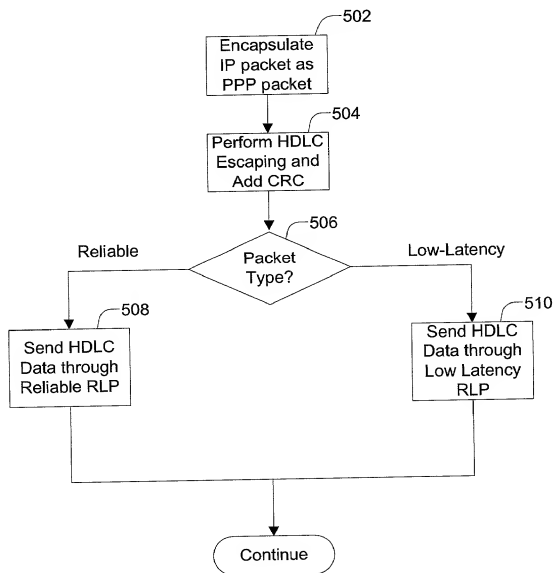 502
Encapsulate
IP packet as
PPP packet
504
Perform HDLC
Escaping and
Add CRC
506
Packet
Type?
Reliable
Low-Latency
508
Send HDLC
Data through
Reliable RLP
510
Send HDLC
Data through
Low Latency
RLP
Continue